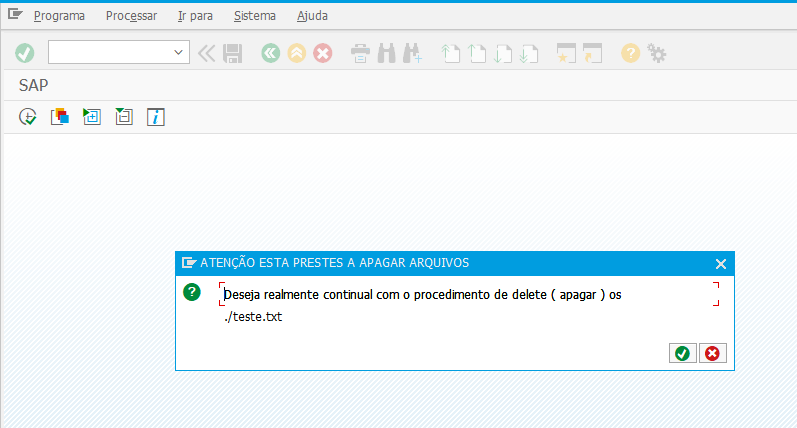 Programa Processar Ir para Sistema Ajuda
SAP
ATENÇÃO ESTA PRESTES A APAGAR ARQUIVOS
Deseja realmente continual com o procedimento de delete ( apagar ) os
./teste.txt